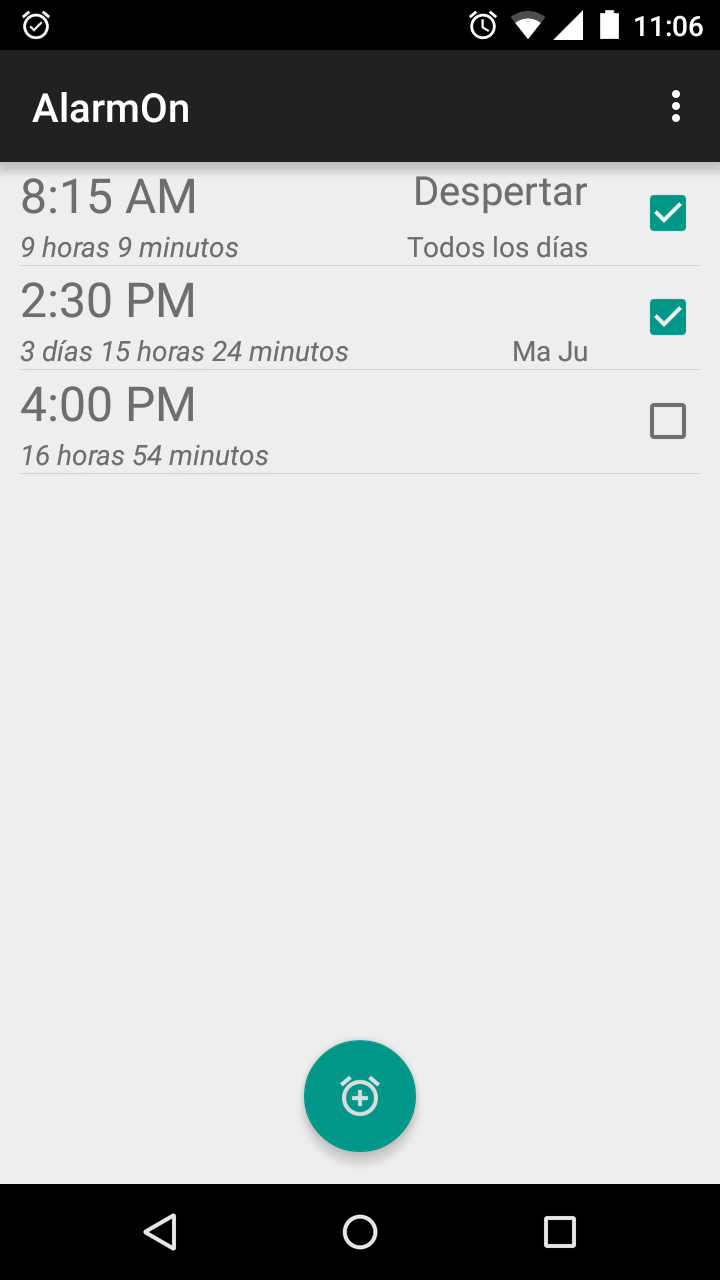 11:06
AlarmOn
8:15 AM Despertar
9 horas 9 minutos Todos los días
2:30 PM
3 días 15 horas 24 minutos Ma Ju
4:00 PM
16 horas 54 minutos